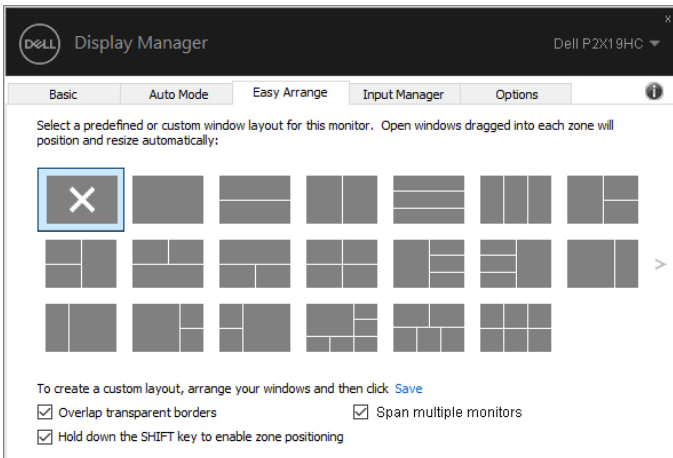 x
DELL Display Manager Dell P2X19HC
Basic Auto Mode Easy Arrange Input Manager Options i
Select a predefined or custom window layout for this monitor. Open windows dragged into each zone will
position and resize automatically:
>
To create a custom layout, arrange your windows and then click Save
Overlap transparent borders Span multiple monitors
Hold down the SHIFT key to enable zone positioning